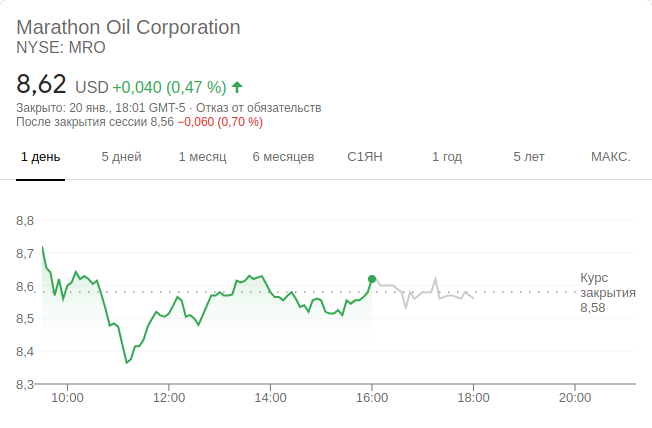 Marathon Oil Corporation
NYSE: MRO
8,62 USD +0,040 (0,47 %)
Закрыто: 20 янв., 18:01 GMT-5 · Отказ от обязательств
После закрытия сессии 8,56 −0,060 (0,70 %)
1 день 5 дней 1 месяц 6 месяцев С1ЯН 1 год 5 лет МАКС.
8,8
8,7
8,6
8,5
8,4
8,3
Курс
закрытия
8,58
10:00 12:00 14:00 16:00 18:00 20:00